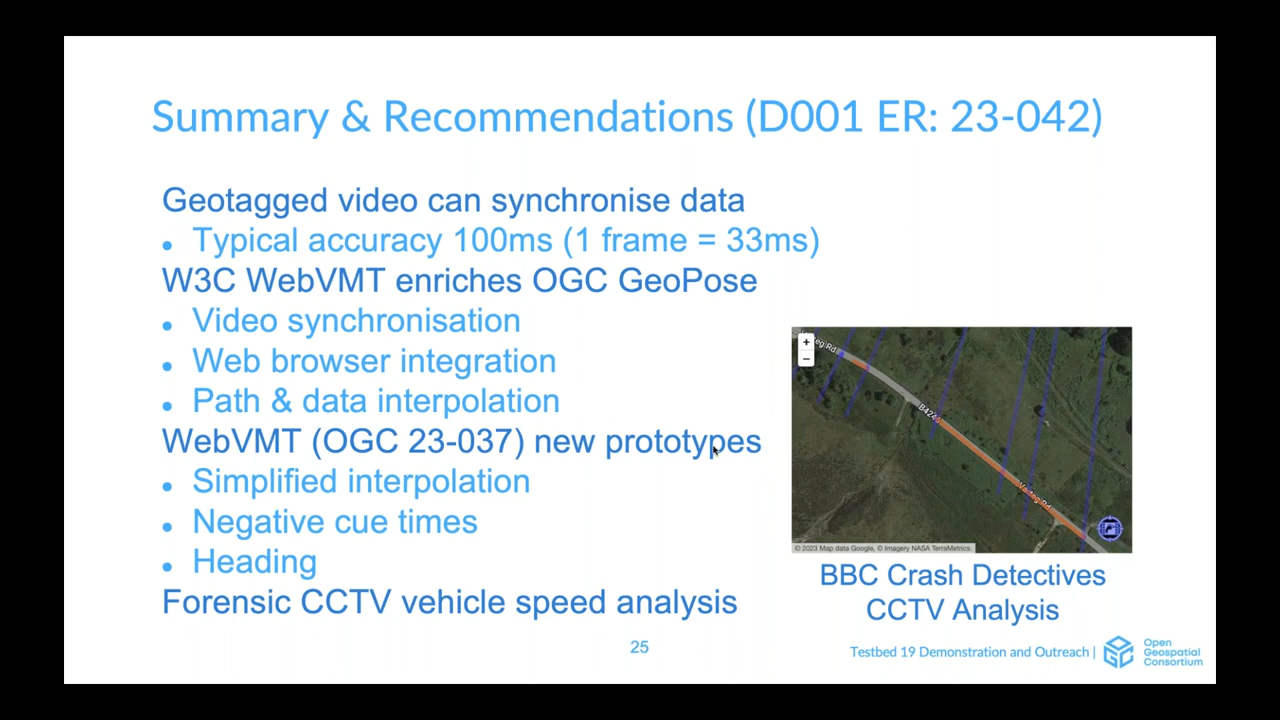 Summary & Recommendations (D001 ER: 23-042)
Geotagged video can synchronise data
• Typical accuracy 100ms (1 frame = 33ms)
W3C WebVMT enriches OGC GeoPose
• Video synchronisation
• Web browser integration
• Path & data interpolation
WebVMT (OGC 23-037) new prototypes
• Simplified interpolation
• Negative cue times
• Heading
Forensic CCTV vehicle speed analysis
+
−
© 2023 Map data Google, © Imagery NASA TerraMetrics.
BBC Crash Detectives
CCTV Analysis
25
Testbed 19 Demonstration and Outreach |
Open
Geospatial
Consortium